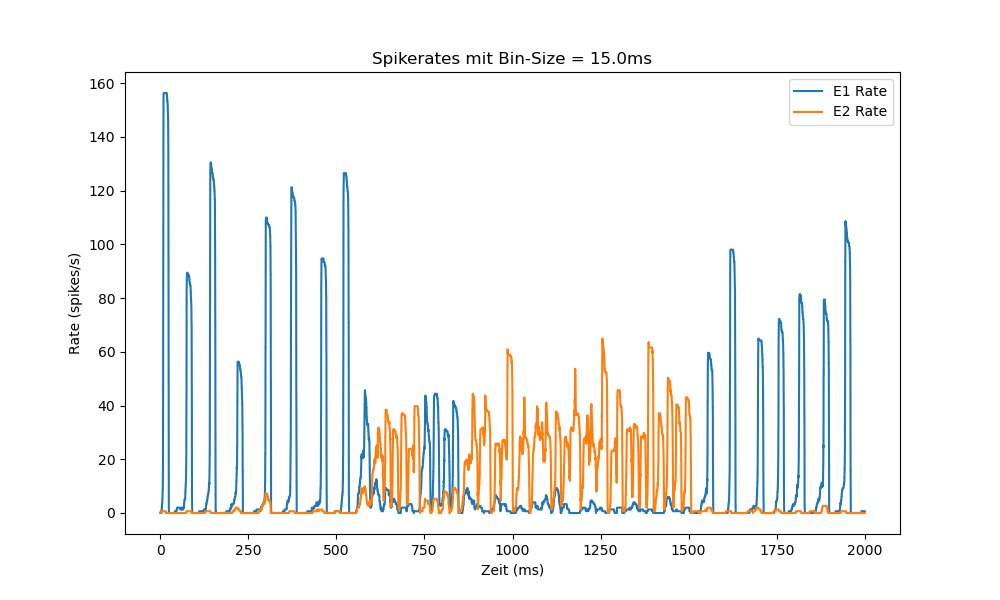 Spikerates mit Bin-Size = 15.0ms
E1 Rate
E2 Rate
160
140
120
100
80
60
40
20
0
Rate (spikes/s)
0 250 500 750 1000 1250 1500 1750 2000
Zeit (ms)